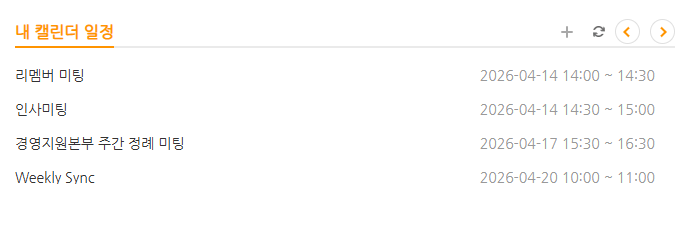 내 캘린더 일정
리멤버 미팅 2026-04-14 14:00 ~ 14:30
인사미팅 2026-04-14 14:30 ~ 15:00
경영지원본부 주간 정례 미팅 2026-04-17 15:30 ~ 16:30
Weekly Sync 2026-04-20 10:00 ~ 11:00